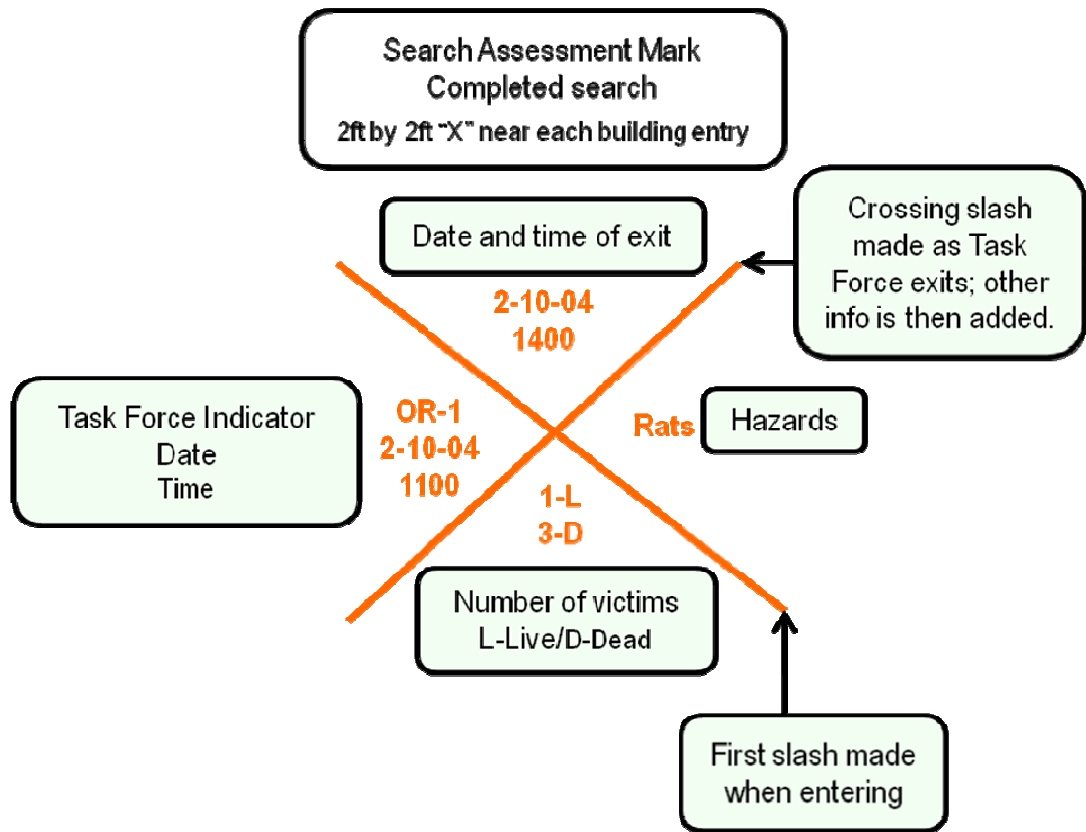 Search Assessment Mark
Completed search
2ft by 2ft "X" near each building entry
Date and time of exit
Crossing slash
made as Task
Force exits; other
info is then added.
2-10-04
1400
Task Force Indicator
Date
Time
OR-1
2-10-04
1100
Rats
Hazards
1-L
3-D
Number of victims
L-Live/D-Dead
First slash made
when entering